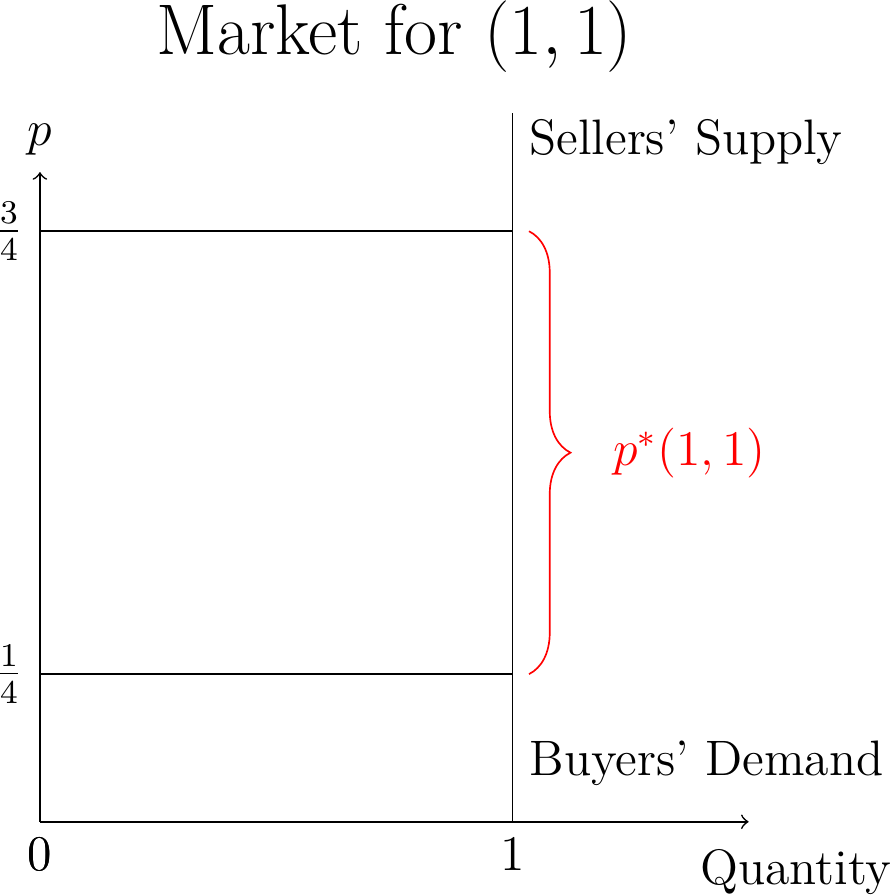 Market for (1, 1)
p
Sellers' Supply
3/4
p*(1, 1)
1/4
Buyers' Demand
0
1
Quantity